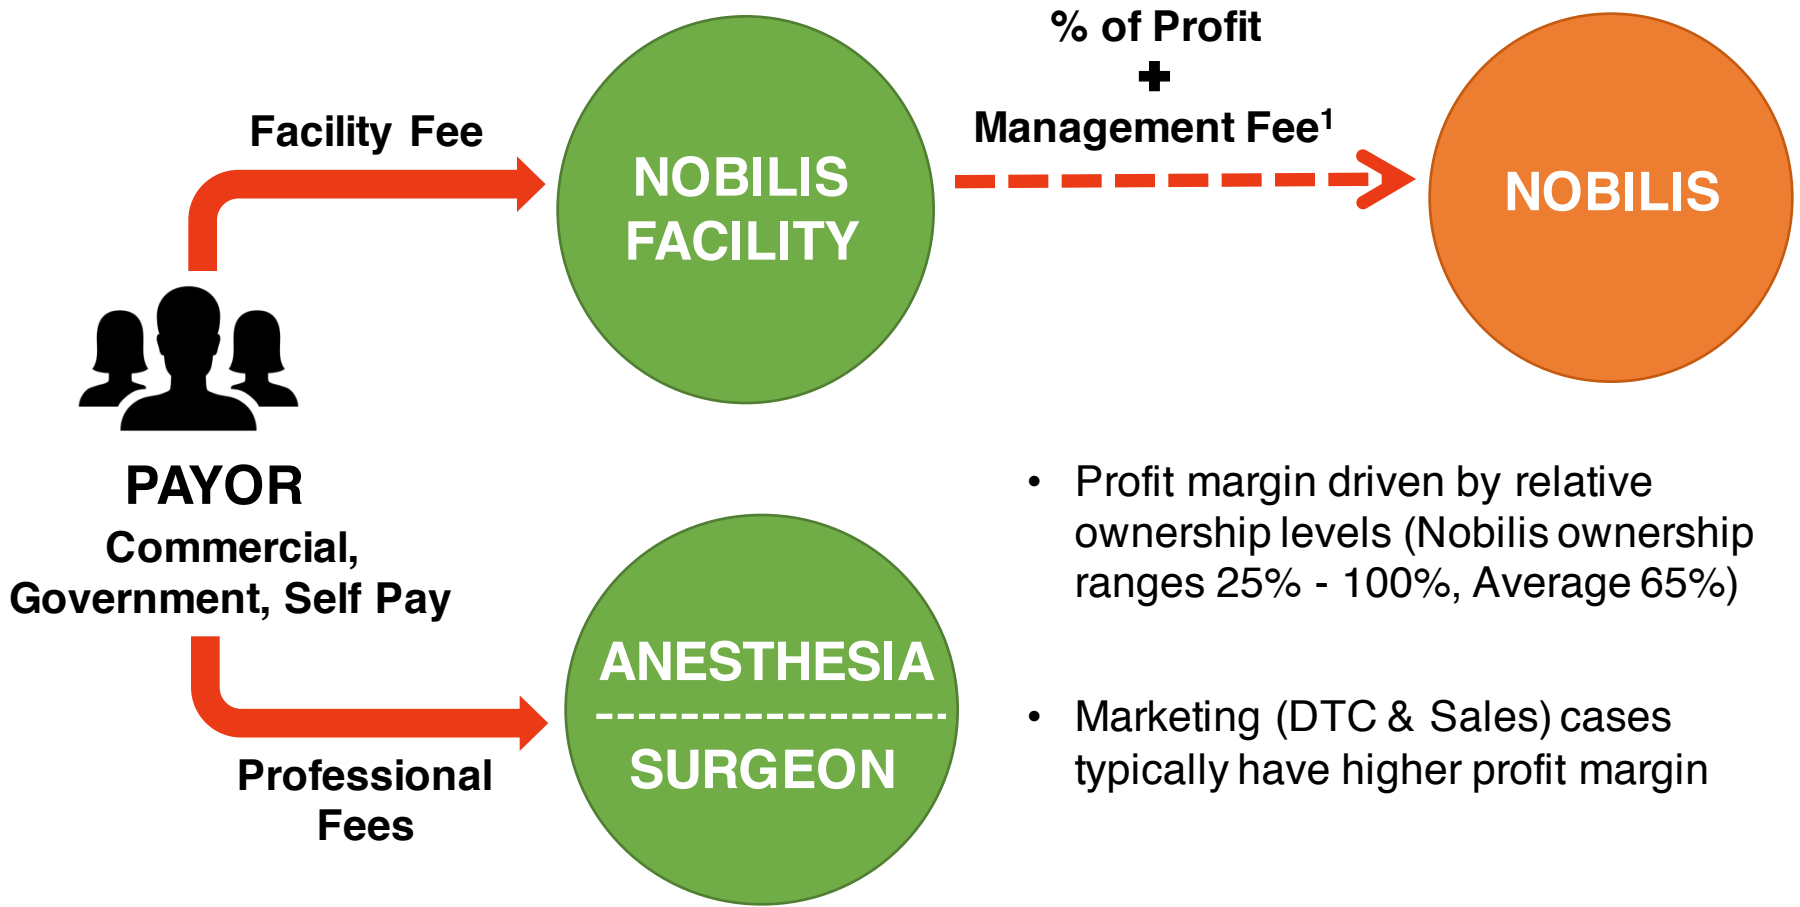 % of Profit
+
Management Fee¹
Facility Fee
NOBILIS
FACILITY
NOBILIS
PAYOR
Commercial,
Government, Self Pay
Professional
Fees
ANESTHESIA
SURGEON
• Profit margin driven by relative
ownership levels (Nobilis ownership
ranges 25% - 100%, Average 65%)
• Marketing (DTC & Sales) cases
typically have higher profit margin